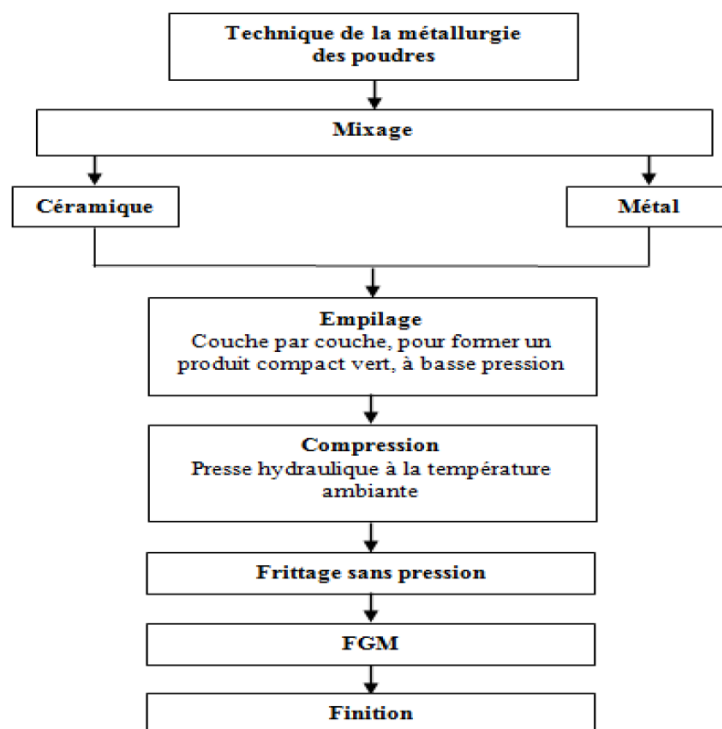 Technique de la métallurgie
des poudres
Mixage
Céramique
Métal
Empilage
Couche par couche, pour former un
produit compact vert, à basse pression
Compression
Presse hydraulique à la température
ambiante
Frittage sans pression
FGM
Finition